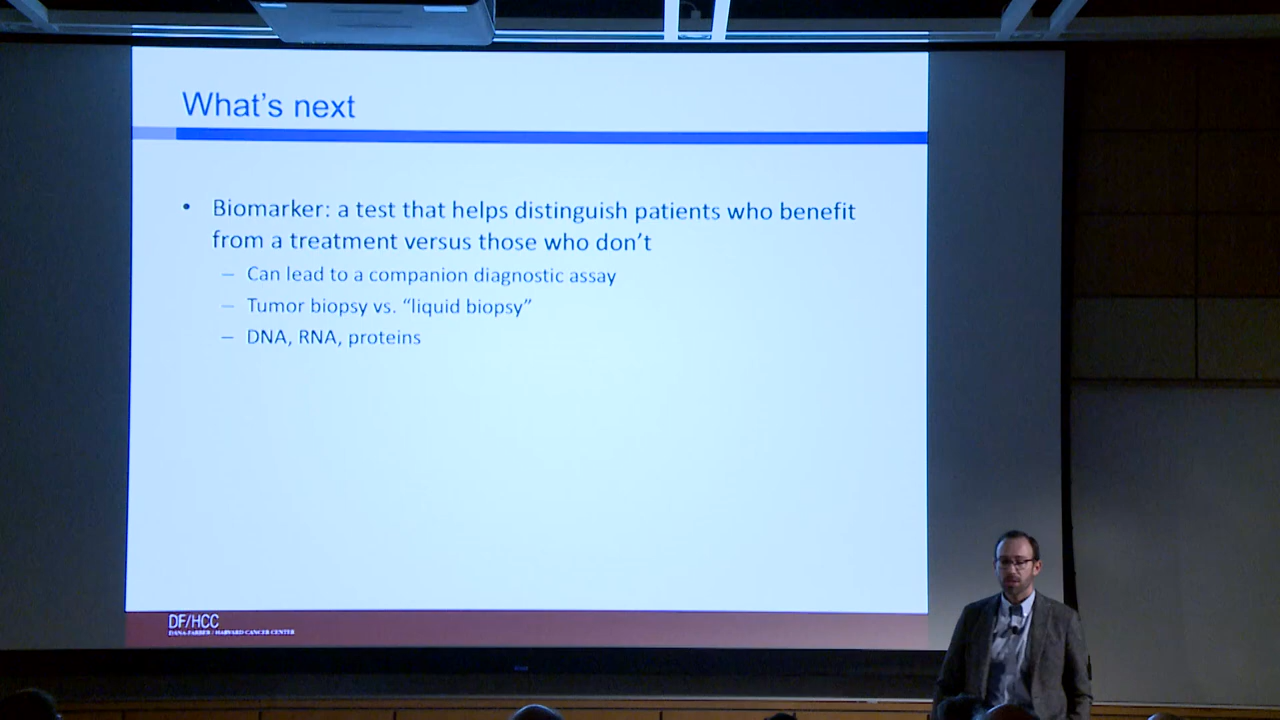 What's next
• Biomarker: a test that helps distinguish patients who benefit
from a treatment versus those who don't
– Can lead to a companion diagnostic assay
– Tumor biopsy vs. “liquid biopsy”
– DNA, RNA, proteins
DF/HCC
DANA-FARBER / HARVARD CANCER CENTER